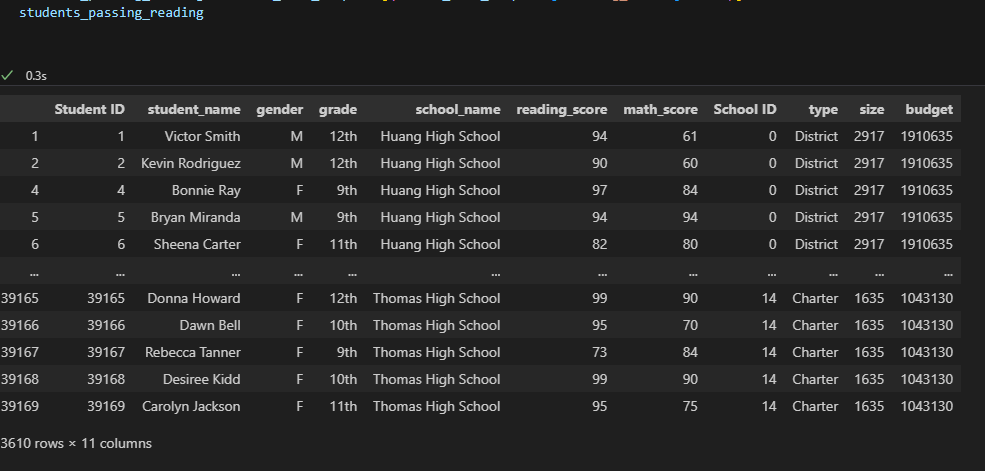 students_passing_reading
0.3s
Student ID student_name gender grade school_name reading_score math_score School ID type size budget
1 1 Victor Smith M 12th Huang High School 94 61 0 District 2917 1910635
2 2 Kevin Rodriguez M 12th Huang High School 90 60 0 District 2917 1910635
4 4 Bonnie Ray F 9th Huang High School 97 84 0 District 2917 1910635
5 5 Bryan Miranda M 9th Huang High School 94 94 0 District 2917 1910635
6 6 Sheena Carter F 11th Huang High School 82 80 0 District 2917 1910635
... ... ... ... ... ... ... ... ... ... ... ...
39165 39165 Donna Howard F 12th Thomas High School 99 90 14 Charter 1635 1043130
39166 39166 Dawn Bell F 10th Thomas High School 95 70 14 Charter 1635 1043130
39167 39167 Rebecca Tanner F 9th Thomas High School 73 84 14 Charter 1635 1043130
39168 39168 Desiree Kidd F 10th Thomas High School 99 90 14 Charter 1635 1043130
39169 39169 Carolyn Jackson F 11th Thomas High School 95 75 14 Charter 1635 1043130
3610 rows × 11 columns